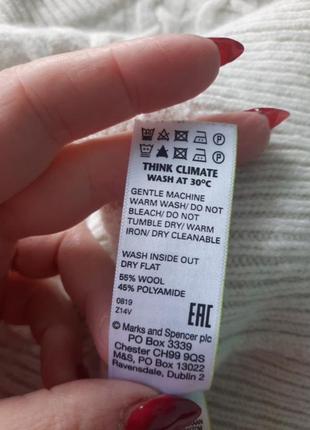 THINK CLIMATE
WASH AT 30ºC
GENTLE MACHINE
WARM WASH/ DO NOT
BLEACH/ DO NOT
TUMBLE DRY/ WARM
IRON/ DRY CLEANABLE
WASH INSIDE OUT
DRY FLAT
55% WOOL
45% POLYAMIDE
0819
Z14V
EAC
© Marks and Spencer plc
PO Box 3339
Chester CH99 9QS
M&S, PO Box 13022
Ravensdale, Dublin 2